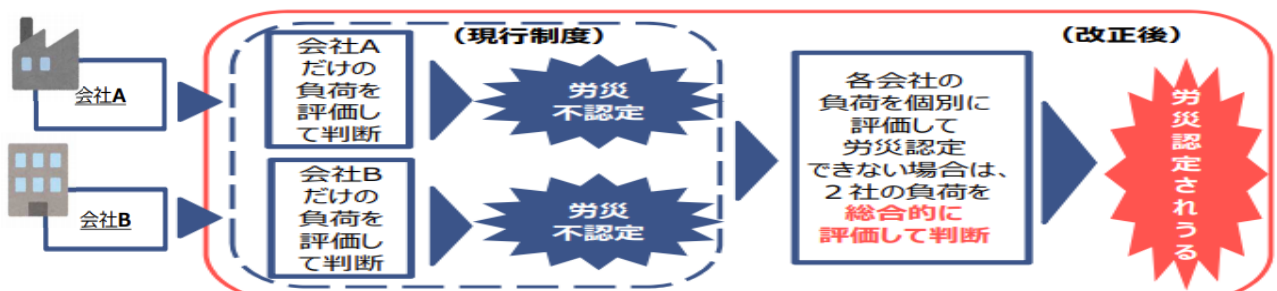 会社A
会社B
(現行制度)
会社A
だけの
負荷を
評価し
て判断
労災
不認定
会社B
だけの
負荷を
評価し
て判断
労災
不認定
(改正後)
各会社の
負荷を個別に
評価して
労災認定
できない場合は、
２社の負荷を
総合的に
評価して判断
労災認定されうる